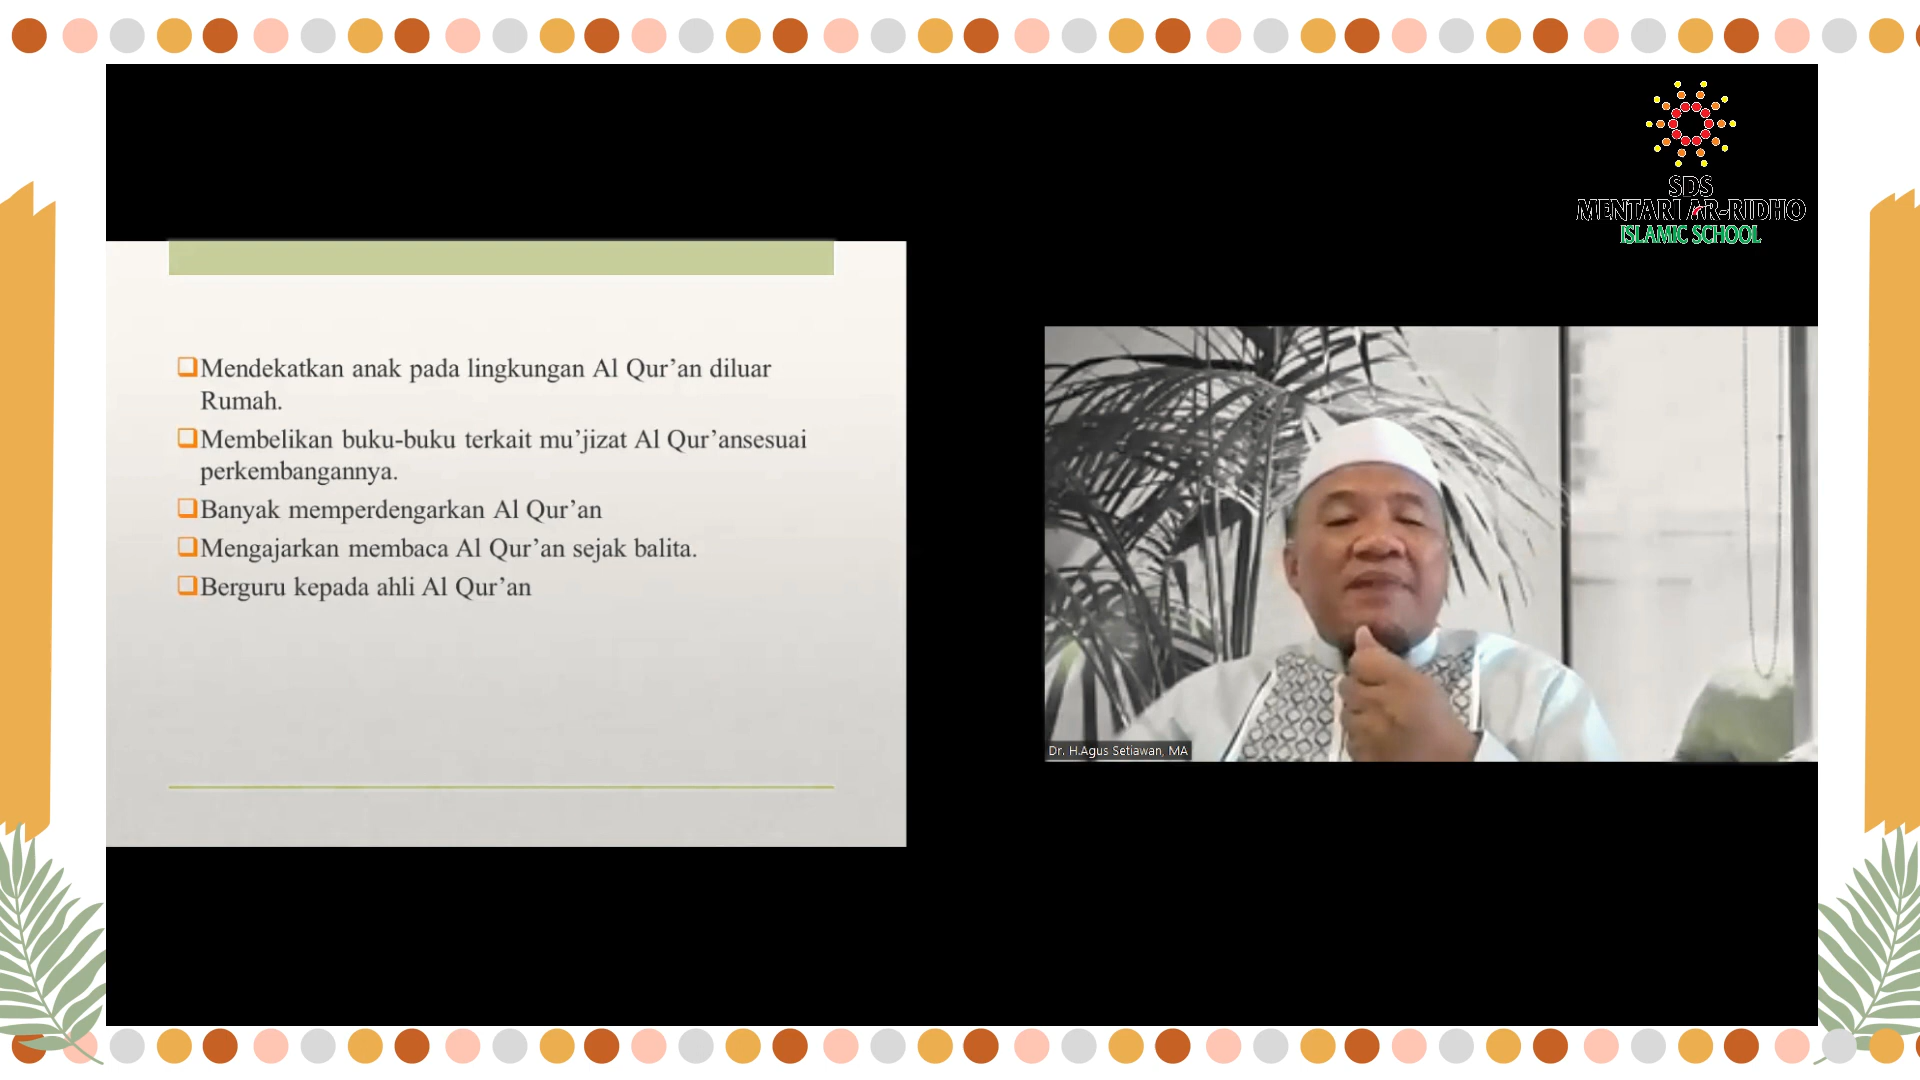 SDS
MENTARI AR-RIDHO
ISLAMIC SCHOOL
Mendekatkan anak pada lingkungan Al Qur’an diluar
Rumah.
Membelikan buku-buku terkait mu’jizat Al Qur’ansesuai
perkembangannya.
Banyak memperdengarkan Al Qur’an
Mengajarkan membaca Al Qur’an sejak balita.
Berguru kepada ahli Al Qur’an
Dr. H.Agus Setiawan, MA